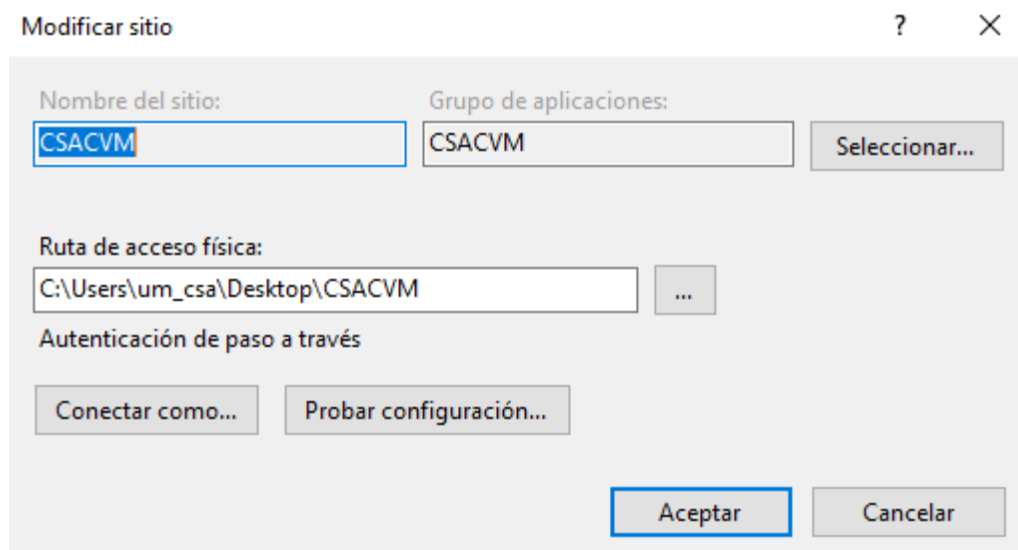 Modificar sitio ?
Nombre del sitio: Grupo de aplicaciones:
CSACVM CSACVM Seleccionar...
Ruta de acceso física:
C:\Users\um_csa\Desktop\CSACVM ...
Autenticación de paso a través
Conectar como... Probar configuración...
Aceptar Cancelar